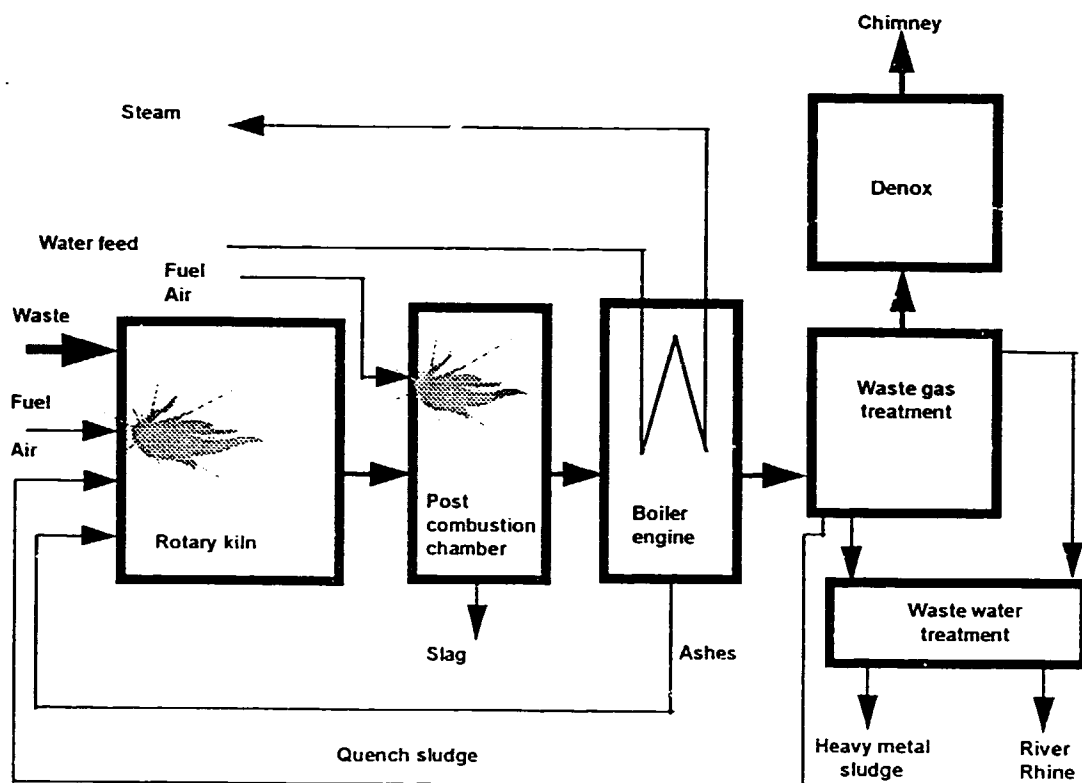 Chimney
Steam
Denox
Water feed
Fuel
Air
Waste
Waste gas
treatment
Fuel
Air
Post
combustion
chamber
Boiler
engine
Rotary kiln
Waste water
treatment
Slag
Ashes
Quench sludge
Heavy metal
sludge
River
Rhine